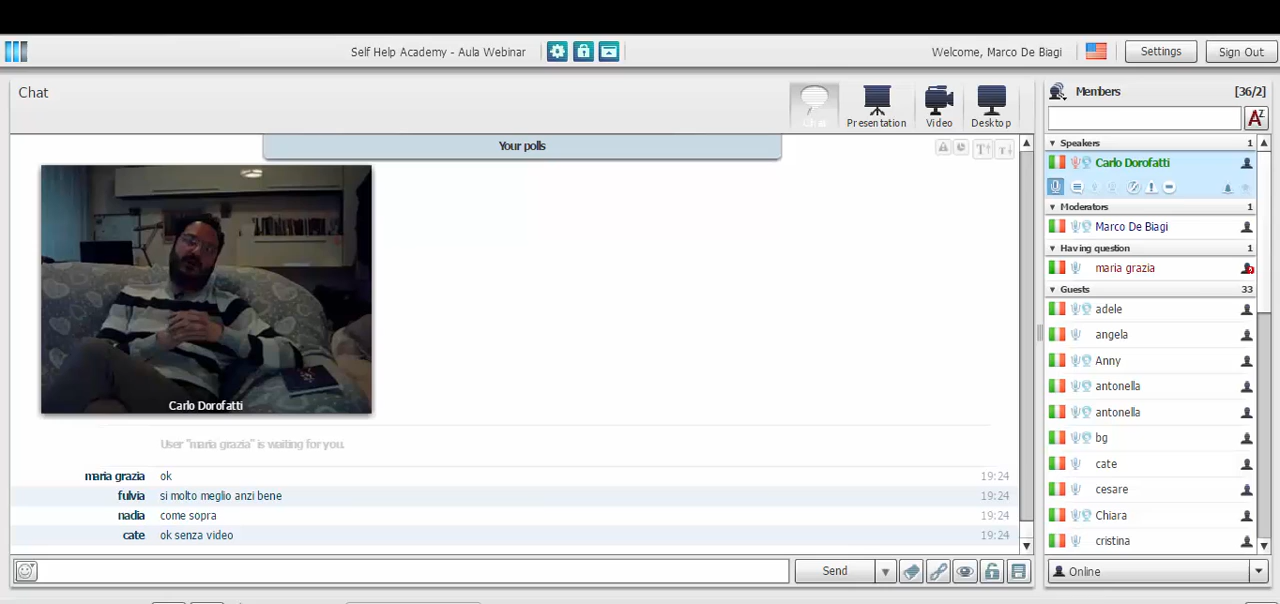 Self Help Academy - Aula Webinar
Welcome, Marco De Biagi
Settings
Sign Out
Chat
Chat
Presentation
Video
Desktop
Your polls
Carlo Dorofatti
User "maria grazia" is waiting for you.
maria grazia ok 19:24
fulvia si molto meglio anzi bene 19:24
nadia come sopra 19:24
cate ok senza video 19:24
Send
Members [36/2]
Speakers 1
Carlo Dorofatti
Moderators 1
Marco De Biagi
Having question 1
maria grazia
Guests 33
adele
angela
Anny
antonella
antonella
bg
cate
cesare
Chiara
cristina
Online